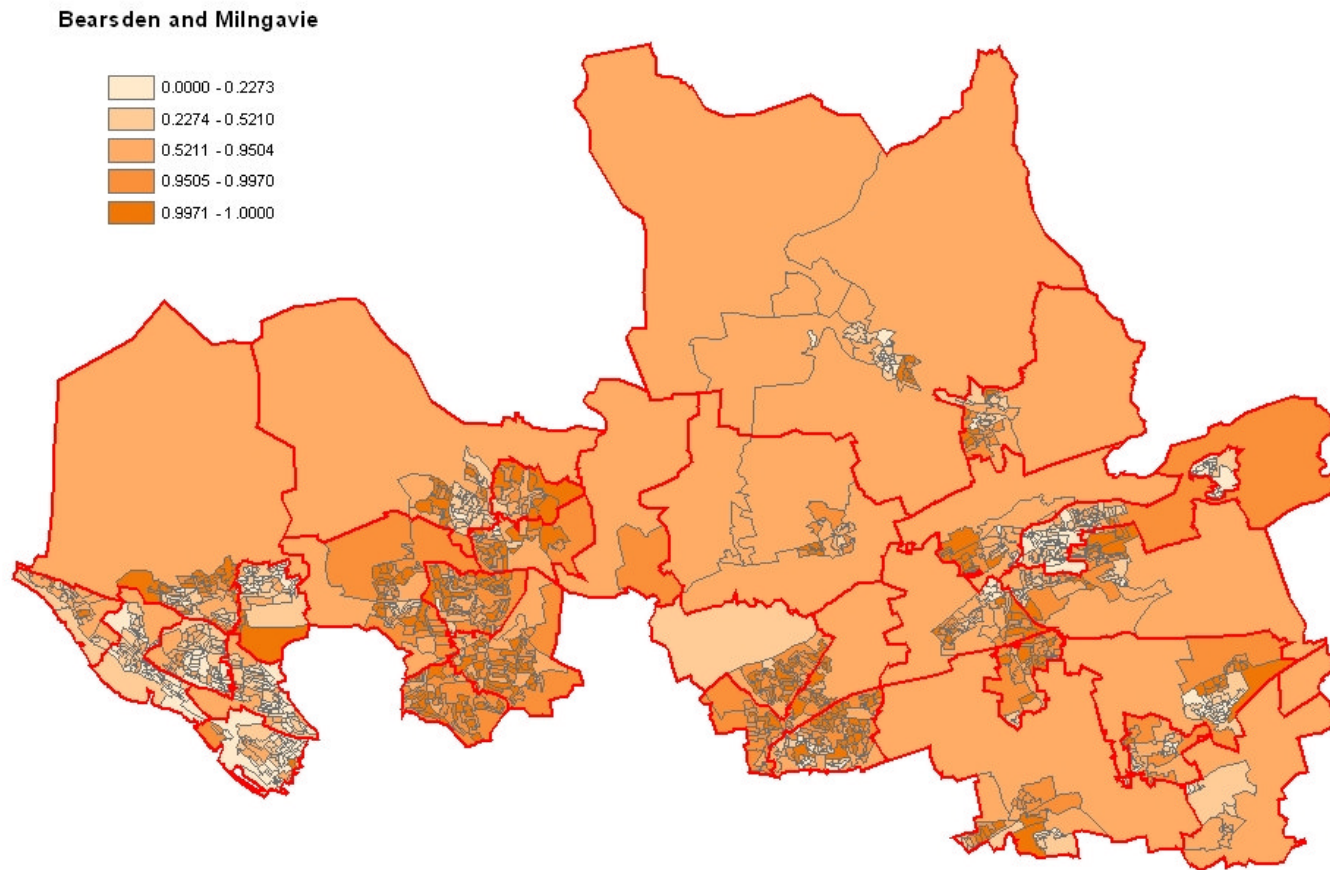 Bearsden and Milngavie
0.0000 - 0.2273
0.2274 - 0.5210
0.5211 - 0.9504
0.9505 - 0.9970
0.9971 - 1.0000